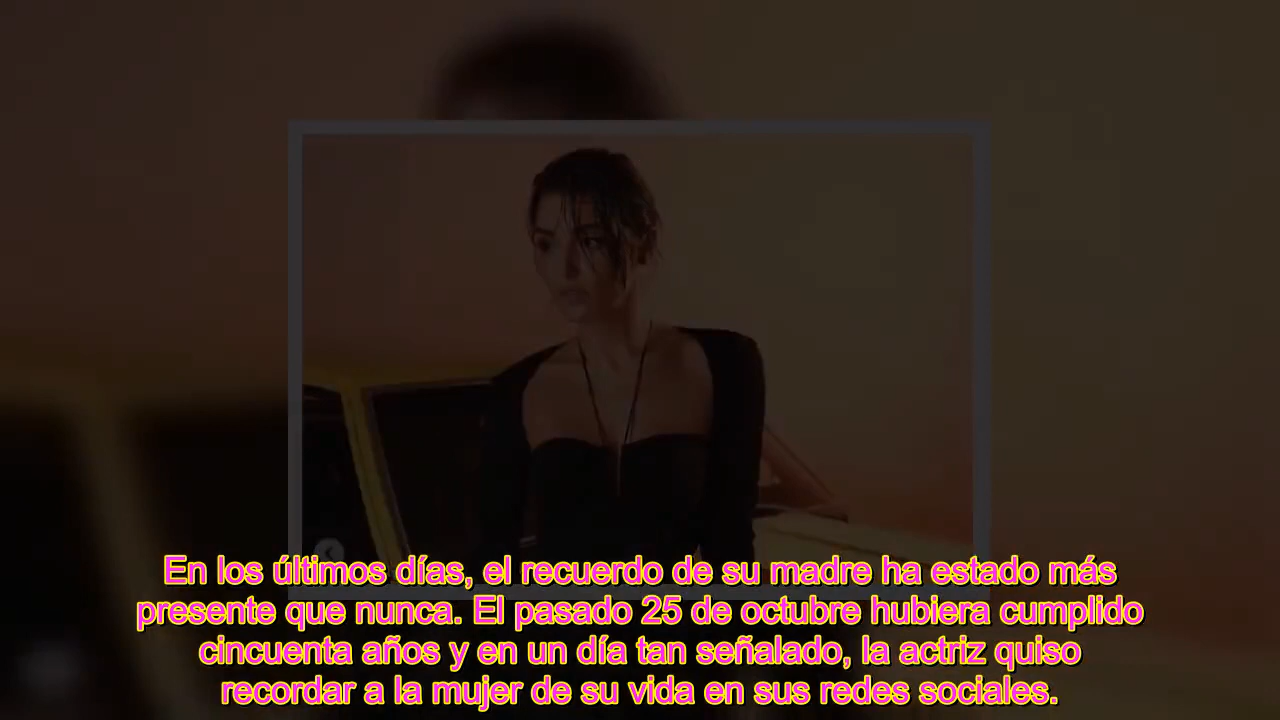 En los últimos días, el recuerdo de su madre ha estado más
presente que nunca. El pasado 25 de octubre hubiera cumplido
cincuenta años y en un día tan señalado, la actriz quiso
recordar a la mujer de su vida en sus redes sociales.